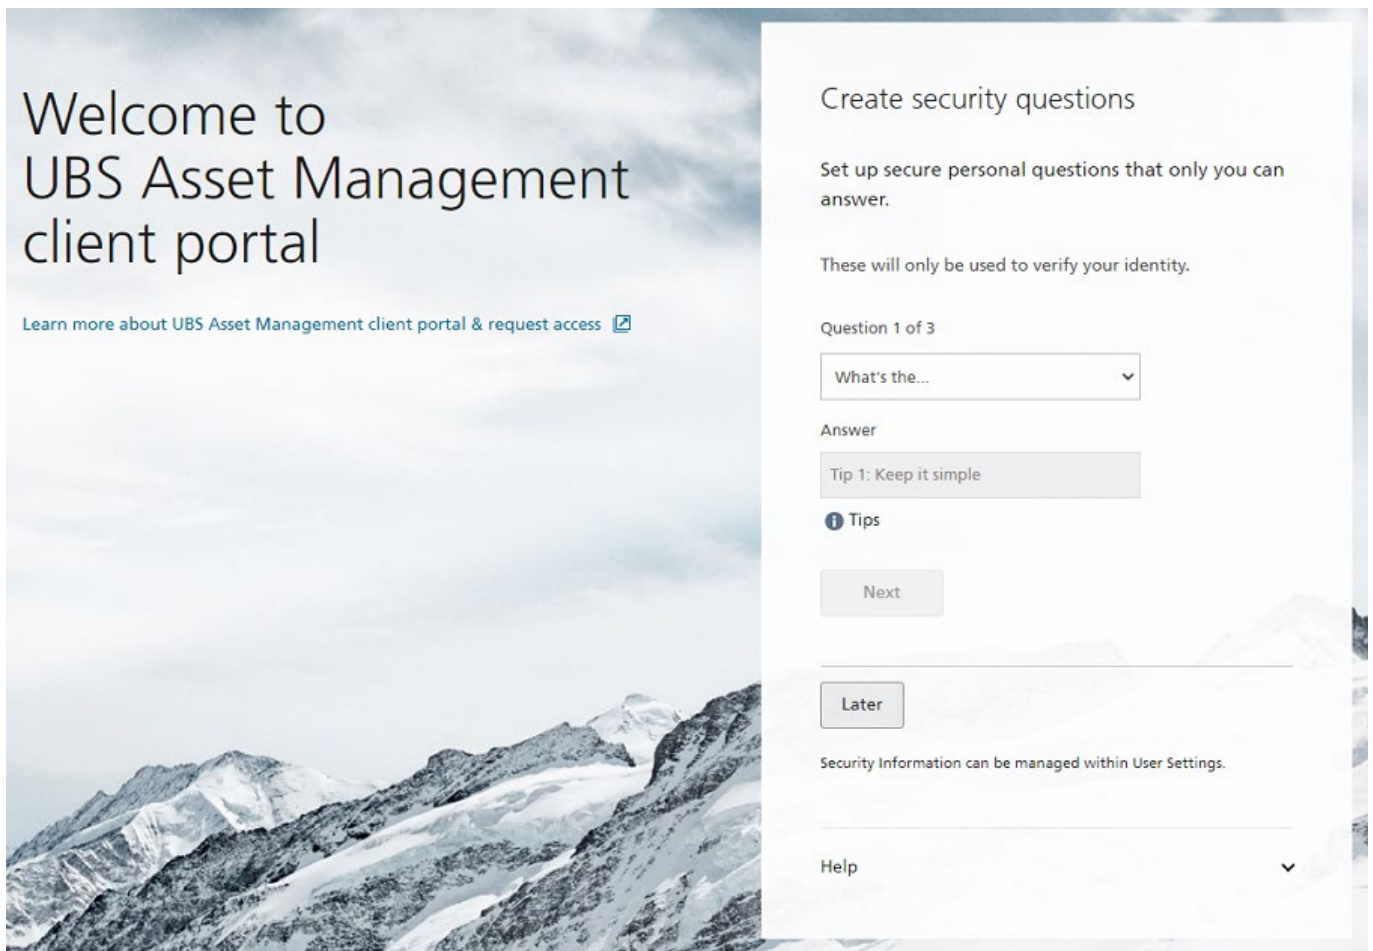 Welcome to
UBS Asset Management
client portal
Learn more about UBS Asset Management client portal & request access
Create security questions
Set up secure personal questions that only you can
answer.
These will only be used to verify your identity.
Question 1 of 3
What's the...
Answer
Tip 1: Keep it simple
Tips
Next
Later
Security Information can be managed within User Settings.
Help